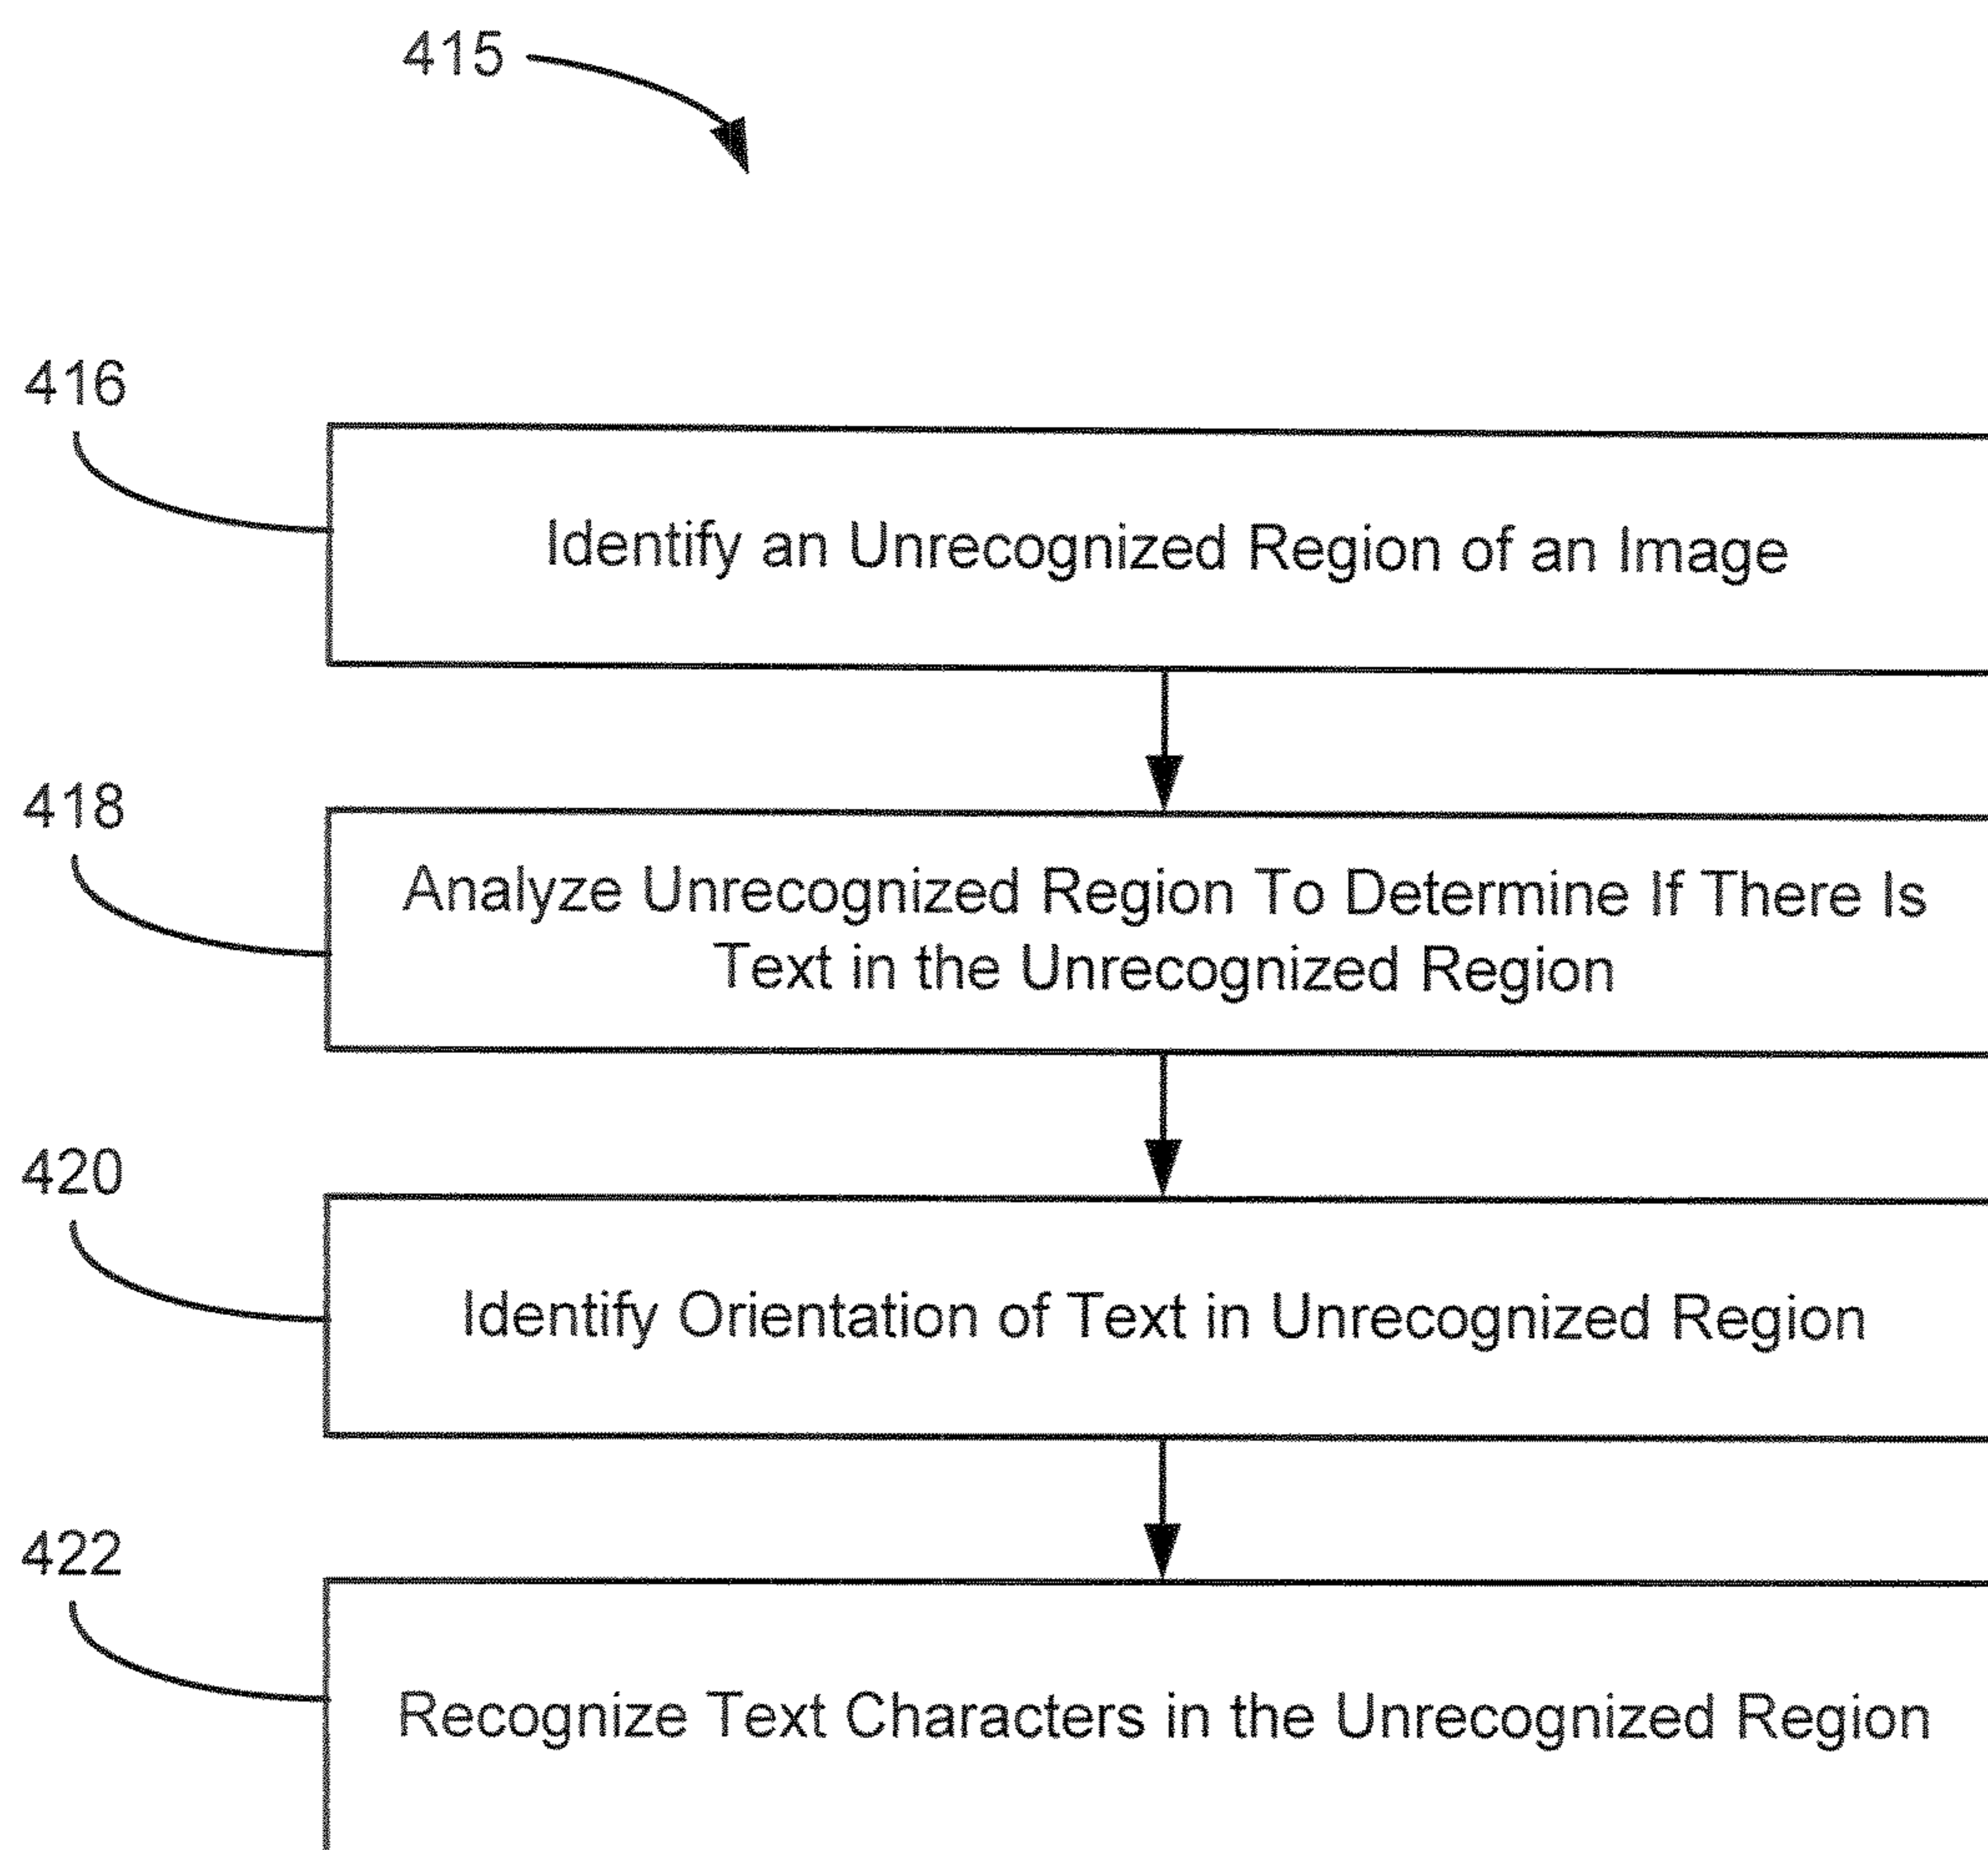 415
416
Identify an Unrecognized Region of an Image
418
Analyze Unrecognized Region To Determine If There Is
Text in the Unrecognized Region
420
Identify Orientation of Text in Unrecognized Region
422
Recognize Text Characters in the Unrecognized Region